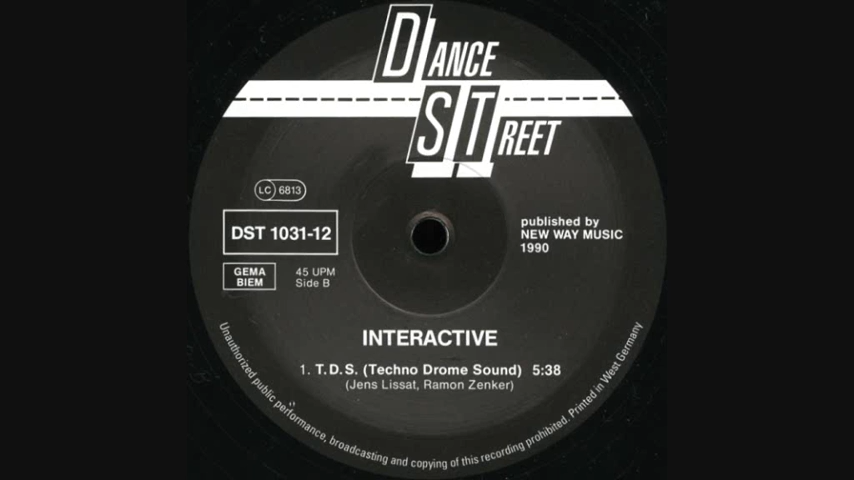 DANCE
STREET
LC 6813
DST 1031-12
GEMA
BIEM
45 UPM
Side B
published by
NEW WAY MUSIC
1990
INTERACTIVE
1. T.D.S. (Techno Drome Sound) 5:38
(Jens Lissat, Ramon Zenker)
Unauthorized public performance, broadcasting and copying of this recording prohibited. Printed in West Germany